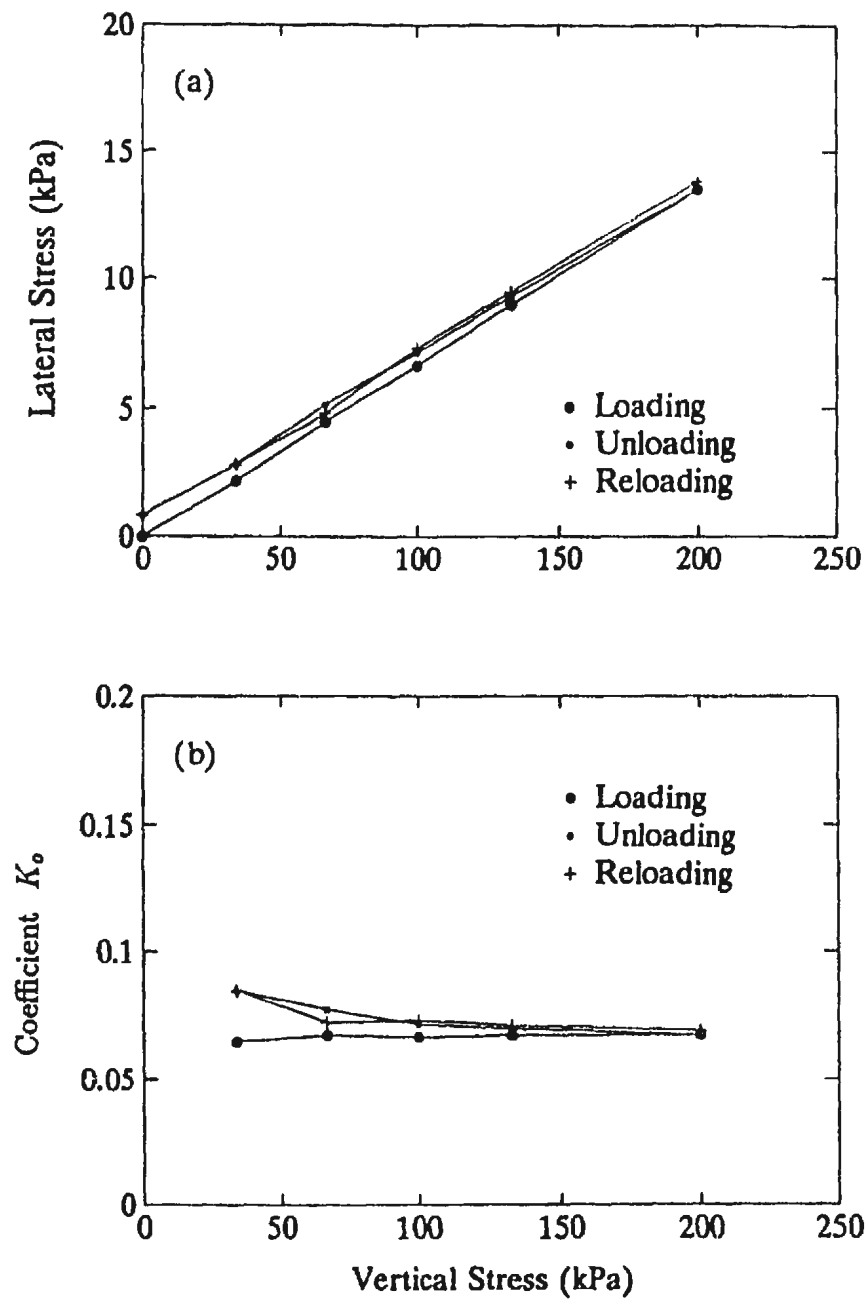 20
(a)
15
Lateral Stress (kPa)
10
Loading
5
Unloading
Reloading
0
0 50 100 150 200 250
0.2
(b)
Loading
0.15
Unloading
Reloading
Coefficient K₀
0.1
0.05
0
0 50 100 150 200 250
Vertical Stress (kPa)